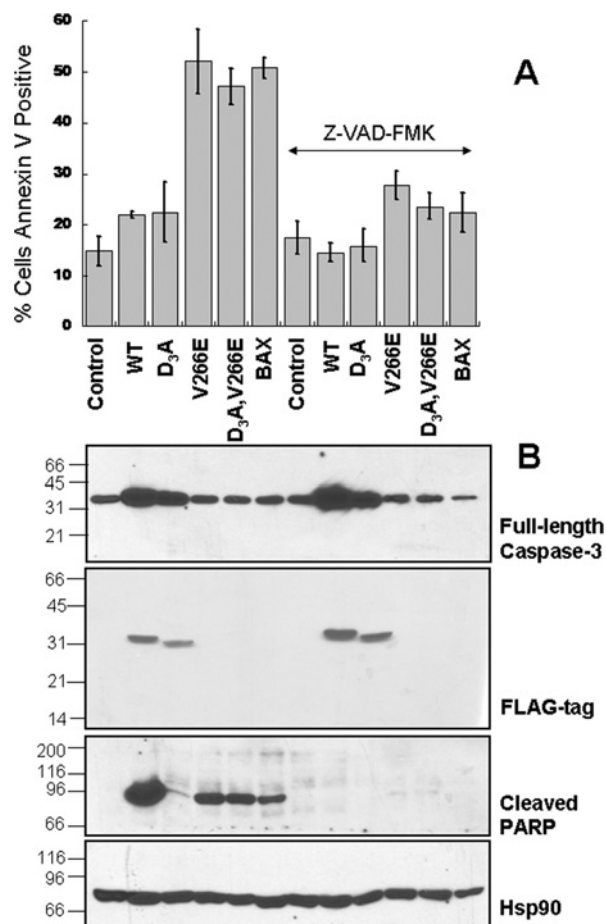 A
% Cells Annexin V Positive
60
50
40
30
20
10
0
Z-VAD-FMK
Control
WT
D₃A
V266E
D₃A,V266E
BAX
Control
WT
D₃A
V266E
D₃A,V266E
BAX
B
66
45
31
21
Full-length
Caspase-3
66
45
31
21
14
FLAG-tag
200
116
96
66
Cleaved
PARP
116
96
66
Hsp90